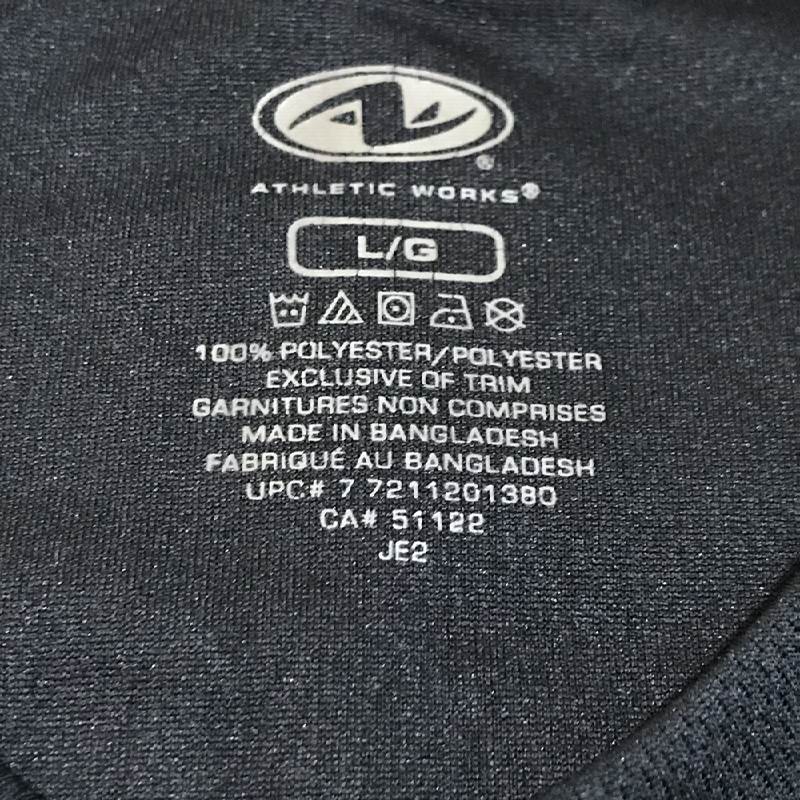 ATHLETIC WORKS®
L/G
100% POLYESTER/POLYESTER
EXCLUSIVE OF TRIM
GARNITURES NON COMPRISES
MADE IN BANGLADESH
FABRIQUÉ AU BANGLADESH
UPC# 7 7211201380
CA# 51122
JE2